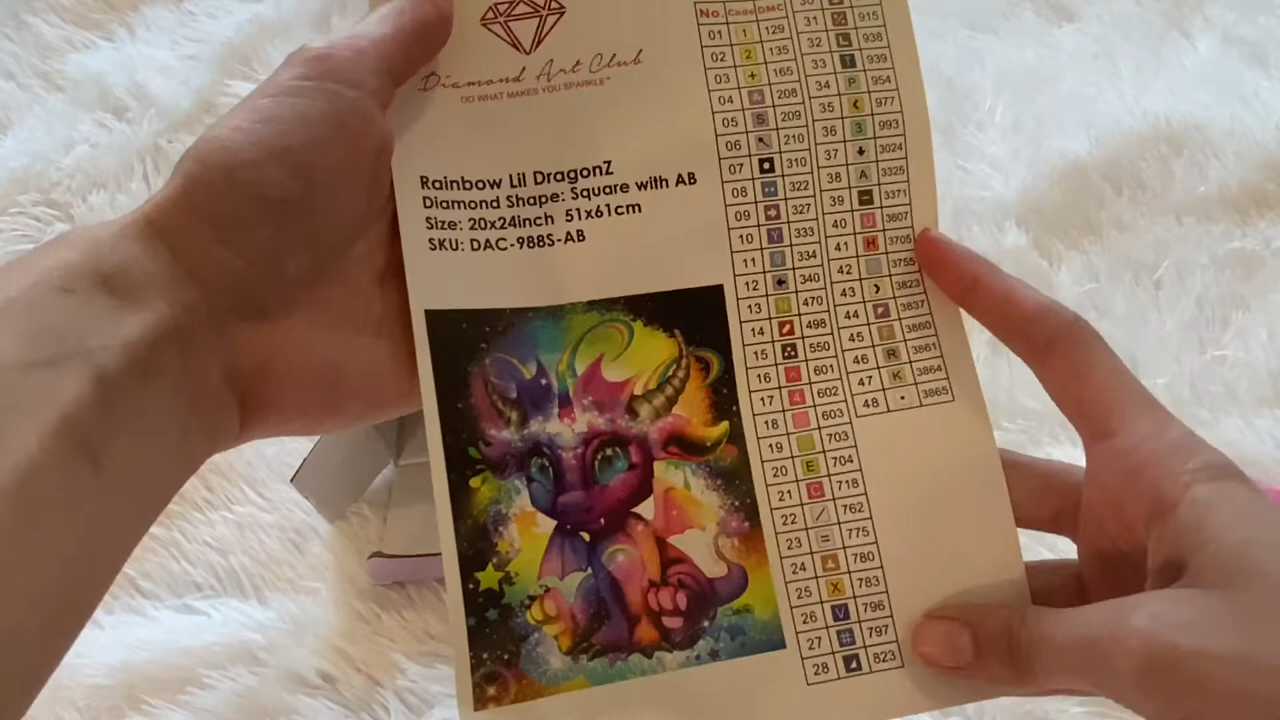 Diamond Art Club
DO WHAT MAKES YOU SPARKLE™
Rainbow Lil DragonZ
Diamond Shape: Square with AB
Size: 20x24inch 51x61cm
SKU: DAC-988S-AB
No. Code DMC
01 1 129
02 2 135
03 + 165
04 208
05 S 209
06 210
07 310
08 322
09 327
10 Y 333
11 9 334
12 340
13 N 470
14 498
15 550
16 601
17 4 602
18 603
19 703
20 E 704
21 C 718
22 / 762
23 = 775
24 780
25 X 783
26 V 796
27 # 797
28 823
30
31 915
32 L 938
33 T 939
34 P 954
35 977
36 3 993
37 3024
38 A 3325
39 − 3371
40 U 3607
41 H 3705
42 3755
43 3823
44 3837
45 F 3860
46 R 3861
47 K 3864
48 • 3865